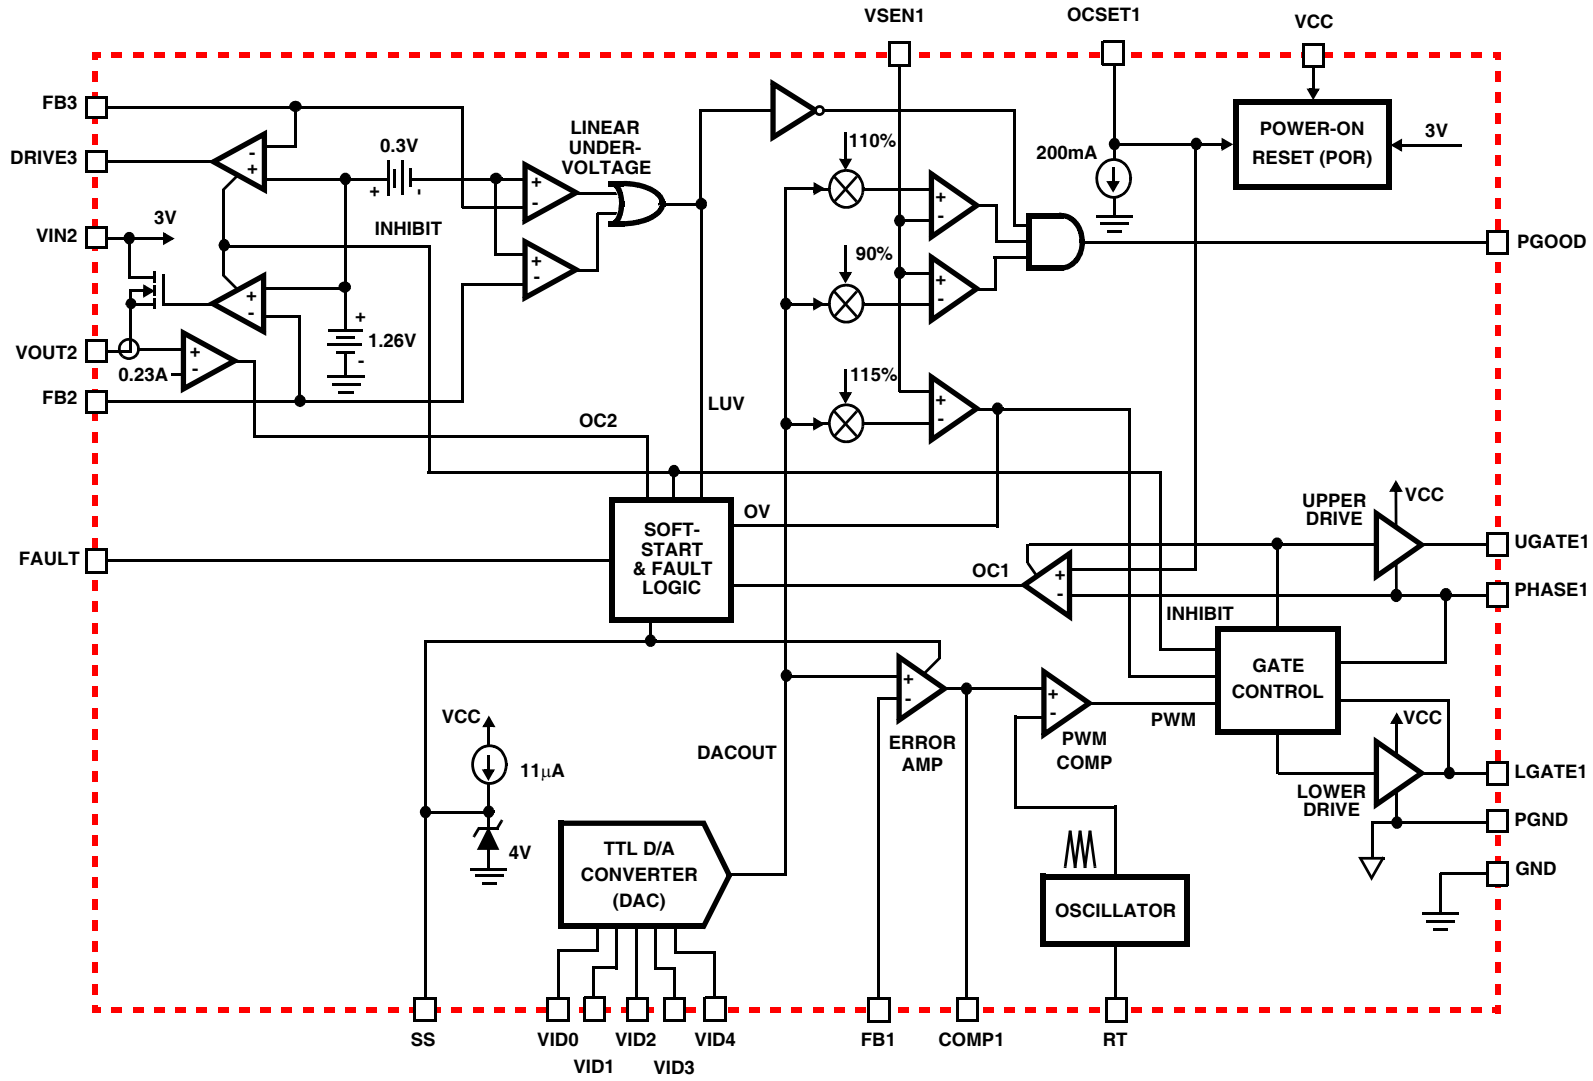 VSEN1
OCSET1
VCC
FB3
DRIVE3
VIN2
VOUT2
FB2
FAULT
3V
INHIBIT
0.3V
+
-
LINEAR
UNDER-
VOLTAGE
-
+
+
-
+
-
+
-
+
-
1.26V
+
-
0.23A
OC2
LUV
110%
90%
115%
+
-
+
-
+
-
200mA
POWER-ON
RESET (POR)
3V
PGOOD
SOFT-
START
& FAULT
LOGIC
OV
OC1
+
-
INHIBIT
UPPER
DRIVE
VCC
UGATE1
PHASE1
GATE
CONTROL
VCC
LOWER
DRIVE
LGATE1
PGND
GND
VCC
11µA
4V
DACOUT
+
-
ERROR
AMP
+
-
PWM
COMP
PWM
TTL D/A
CONVERTER
(DAC)
OSCILLATOR
SS
VID0
VID1
VID2
VID3
VID4
FB1
COMP1
RT